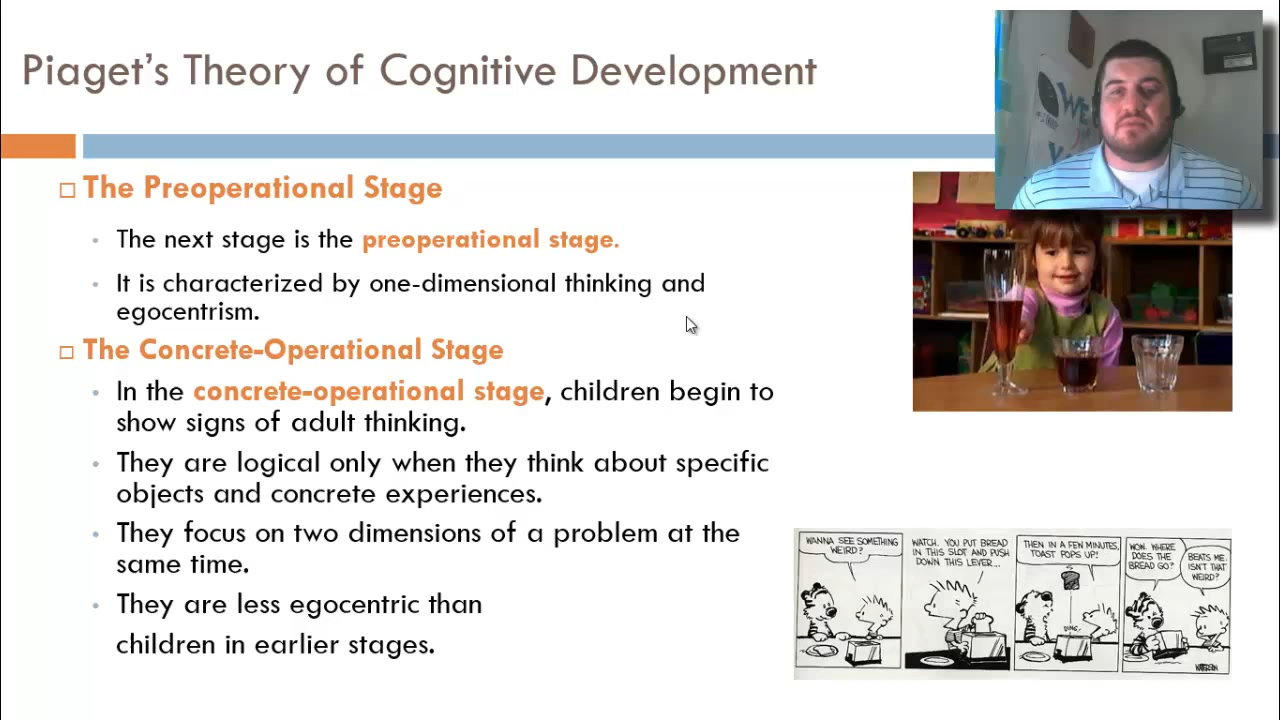 Piaget's Theory of Cognitive Development
The Preoperational Stage
The next stage is the preoperational stage.
It is characterized by one-dimensional thinking and
egocentrism.
The Concrete-Operational Stage
In the concrete-operational stage, children begin to
show signs of adult thinking.
They are logical only when they think about specific
objects and concrete experiences.
They focus on two dimensions of a problem at the
same time.
They are less egocentric than
children in earlier stages.
WE
WANNA SEE SOMETHING
WEIRD?
WATCH. YOU PUT BREAD
IN THIS SLOT AND PUSH
DOWN THIS LEVER...
THEN IN A FEW MINUTES,
TOAST POPS UP!
DING
WOW. WHERE
DOES THE
BREAD GO?
BEATS ME.
ISN'T THAT
WEIRD?
WATTERSON